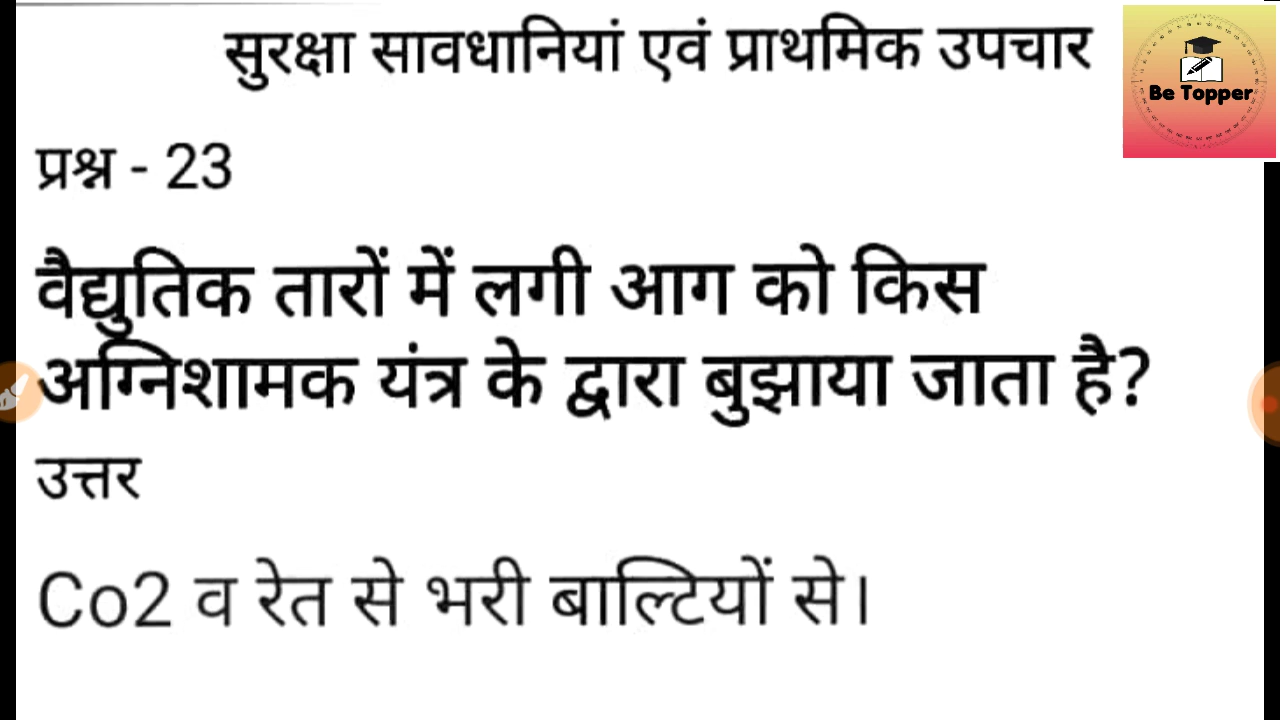 सुरक्षा सावधानियां एवं प्राथमिक उपचार
Be Topper
प्रश्न - 23
वैद्युतिक तारों में लगी आग को किस
अग्निशामक यंत्र के द्वारा बुझाया जाता है?
उत्तर
Co2 व रेत से भरी बाल्टियों से।